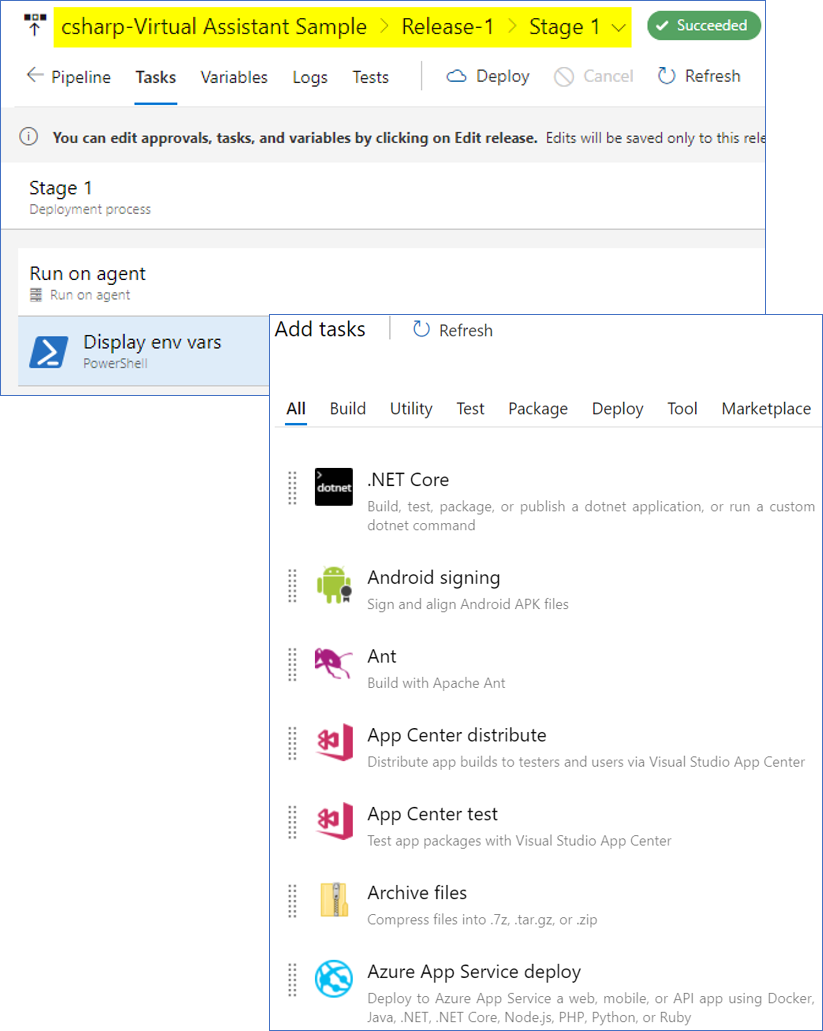 csharp-Virtual Assistant Sample > Release-1 > Stage 1 Succeeded
Pipeline Tasks Variables Logs Tests Deploy Cancel Refresh
You can edit approvals, tasks, and variables by clicking on Edit release. Edits will be saved only to this rele
Stage 1
Deployment process
Run on agent
Run on agent
Display env vars
PowerShell
Add tasks Refresh
All Build Utility Test Package Deploy Tool Marketplace
dotnet
.NET Core
Build, test, package, or publish a dotnet application, or run a custom
dotnet command
Android signing
Sign and align Android APK files
Ant
Build with Apache Ant
App Center distribute
Distribute app builds to testers and users via Visual Studio App Center
App Center test
Test app packages with Visual Studio App Center
Archive files
Compress files into .7z, .tar.gz, or .zip
Azure App Service deploy
Deploy to Azure App Service a web, mobile, or API app using Docker,
Java, .NET, .NET Core, Node.js, PHP, Python, or Ruby